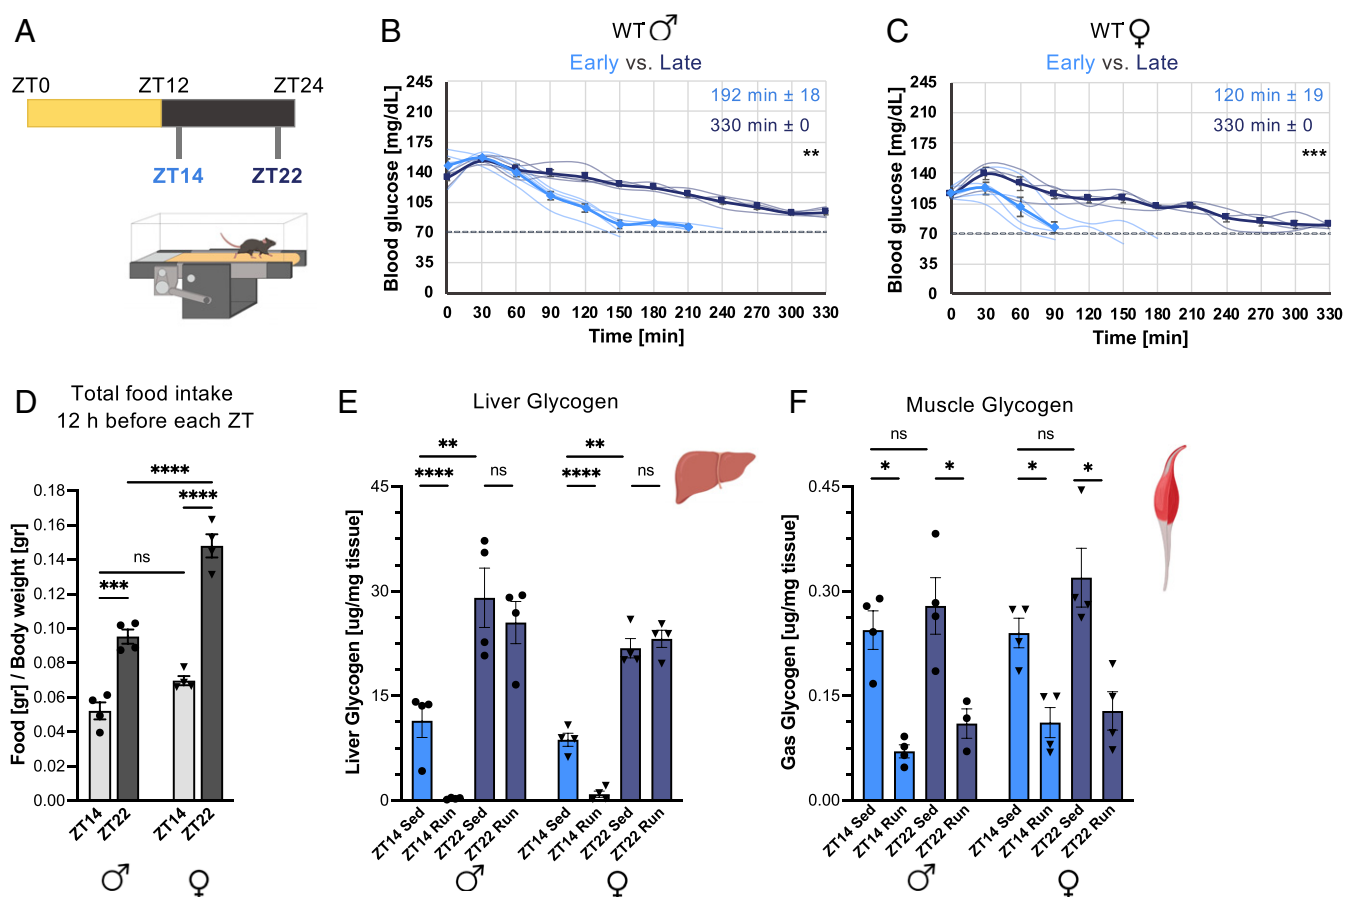 A
ZT0
ZT12
ZT24
ZT14
ZT22
B
WT ♂
Early vs. Late
Blood glucose [mg/dL]
245
210
175
140
105
70
35
0
192 min ± 18
330 min ± 0
**
0 30 60 90 120 150 180 210 240 270 300 330
Time [min]
C
WT ♀
Early vs. Late
Blood glucose [mg/dL]
245
210
175
140
105
70
35
0
120 min ± 19
330 min ± 0
***
0 30 60 90 120 150 180 210 240 270 300 330
Time [min]
D
Total food intake
12 h before each ZT
Food [gr] / Body weight [gr]
0.18
0.16
0.14
0.12
0.10
0.08
0.06
0.04
0.02
0.00
****
****
ns
***
ZT14
ZT22
ZT14
ZT22
♂
♀
E
Liver Glycogen
Liver Glycogen [ug/mg tissue]
45
30
15
0
**
**
****
ns
****
ns
ZT14 Sed
ZT14 Run
ZT22 Sed
ZT22 Run
ZT14 Sed
ZT14 Run
ZT22 Sed
ZT22 Run
♂
♀
F
Muscle Glycogen
Gas Glycogen [ug/mg tissue]
0.45
0.30
0.15
0.00
ns
ns
*
*
*
*
ZT14 Sed
ZT14 Run
ZT22 Sed
ZT22 Run
ZT14 Sed
ZT14 Run
ZT22 Sed
ZT22 Run
♂
♀